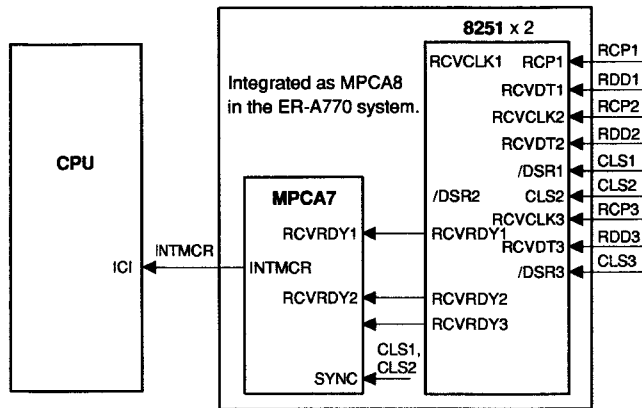 8251 x 2
Integrated as MPCA8
in the ER-A770 system.
RCVCLK1 RCP1 RCP1
RCVDT1 RDD1
RCVCLK2 RCP2
RCVDT2 RDD2
/DSR1 CLS1
/DSR2 CLS2 CLS2
RCVCLK3 RCP3
RCVDT3 RDD3
/DSR3 CLS3
CPU
MPCA7
RCVRDY1 RCVRDY1
ICI INTMCR INTMCR
RCVRDY2 RCVRDY2
RCVRDY3
CLS1,
CLS2
SYNC